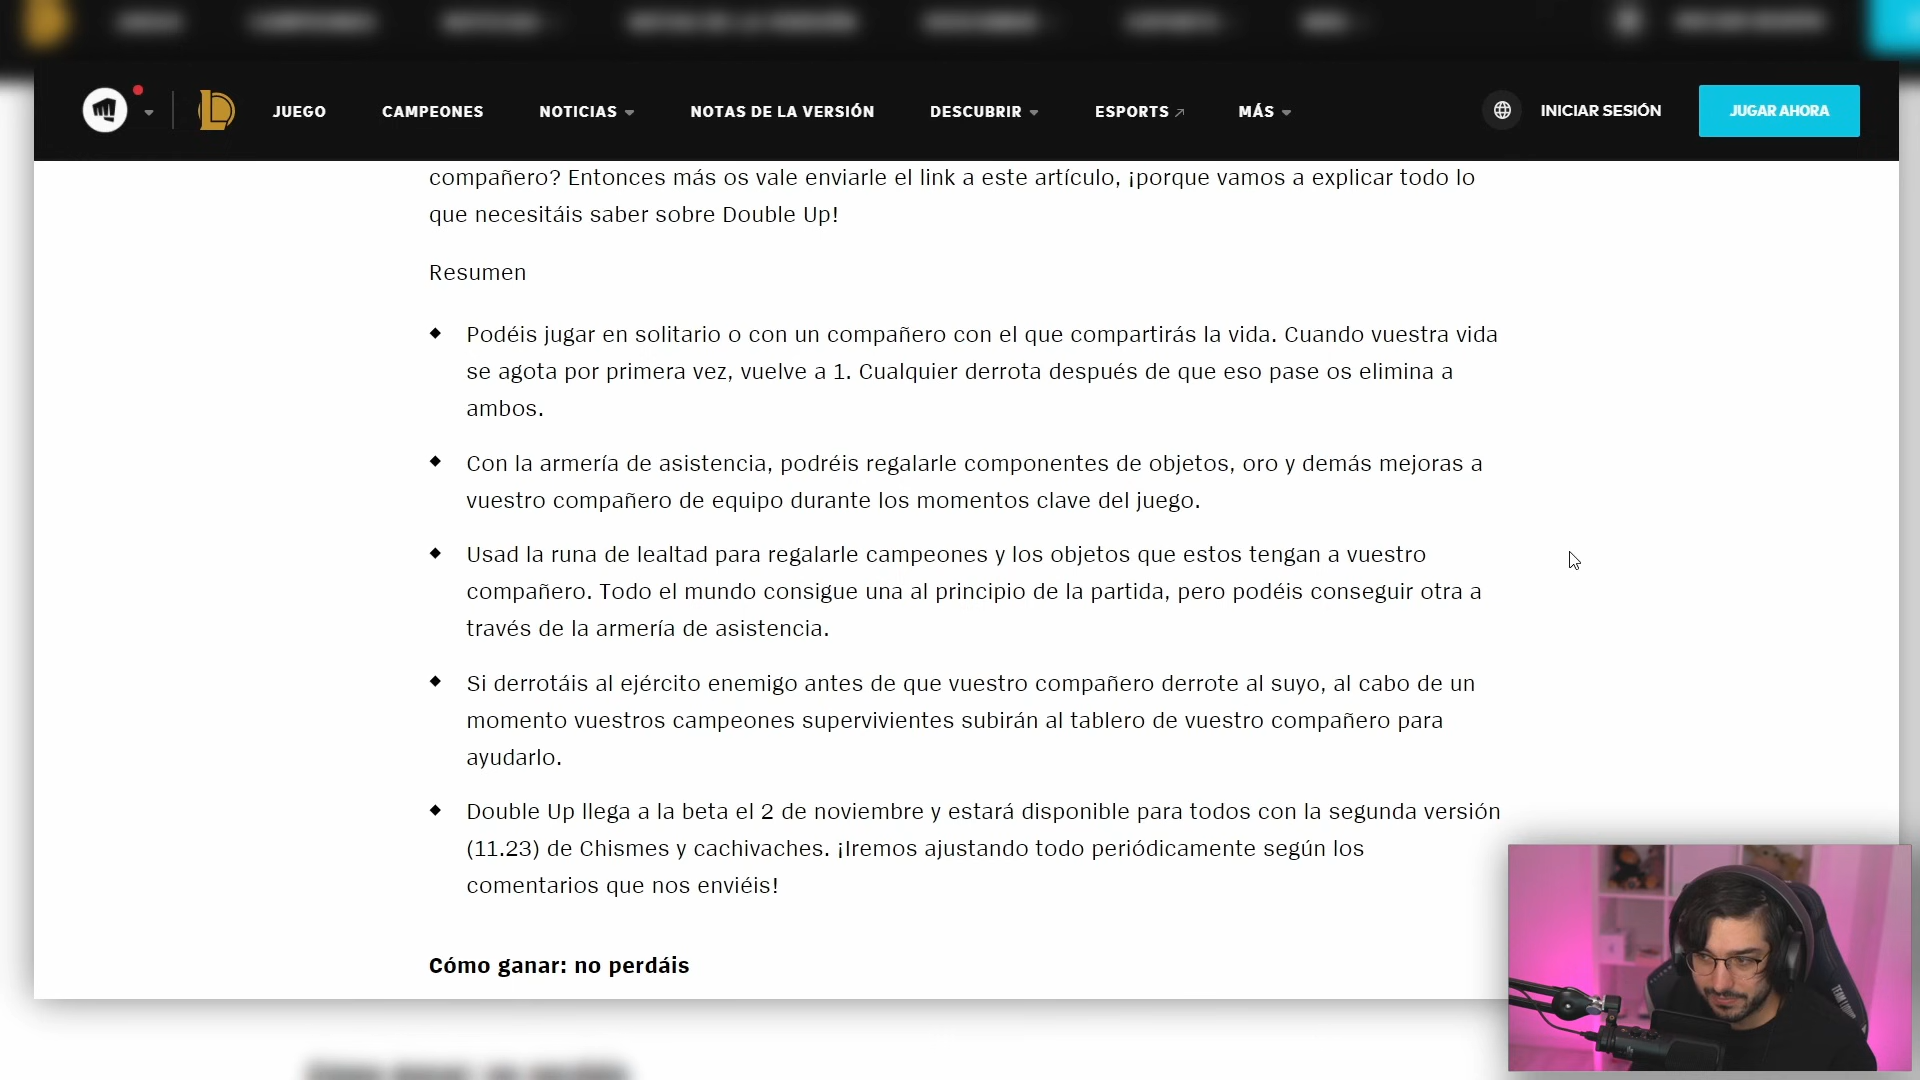 JUEGO CAMPEONES NOTICIAS NOTAS DE LA VERSIÓN DESCUBRIR ESPORTS MÁS INICIAR SESIÓN JUGAR AHORA
compañero? Entonces más os vale enviarle el link a este artículo, ¡porque vamos a explicar todo lo
que necesitáis saber sobre Double Up!
Resumen
Podéis jugar en solitario o con un compañero con el que compartirás la vida. Cuando vuestra vida
se agota por primera vez, vuelve a 1. Cualquier derrota después de que eso pase os elimina a
ambos.
Con la armería de asistencia, podréis regalarle componentes de objetos, oro y demás mejoras a
vuestro compañero de equipo durante los momentos clave del juego.
Usad la runa de lealtad para regalarle campeones y los objetos que estos tengan a vuestro
compañero. Todo el mundo consigue una al principio de la partida, pero podéis conseguir otra a
través de la armería de asistencia.
Si derrotáis al ejército enemigo antes de que vuestro compañero derrote al suyo, al cabo de un
momento vuestros campeones supervivientes subirán al tablero de vuestro compañero para
ayudarlo.
Double Up llega a la beta el 2 de noviembre y estará disponible para todos con la segunda versión
(11.23) de Chismes y cachivaches. ¡Iremos ajustando todo periódicamente según los
comentarios que nos enviéis!
Cómo ganar: no perdáis